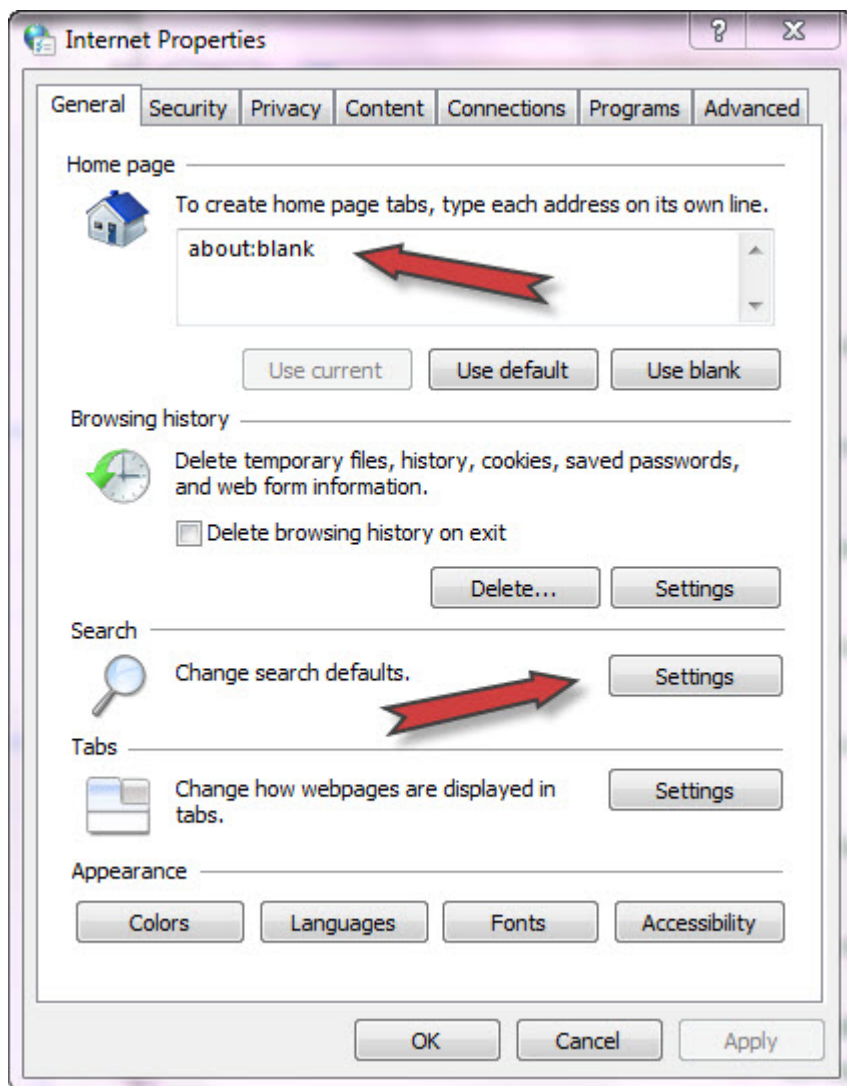 Internet Properties
?
General Security Privacy Content Connections Programs Advanced
Home page
To create home page tabs, type each address on its own line.
about:blank
Use current Use default Use blank
Browsing history
Delete temporary files, history, cookies, saved passwords,
and web form information.
Delete browsing history on exit
Delete... Settings
Search
Change search defaults. Settings
Tabs
Change how webpages are displayed in Settings
tabs.
Appearance
Colors Languages Fonts Accessibility
OK Cancel Apply